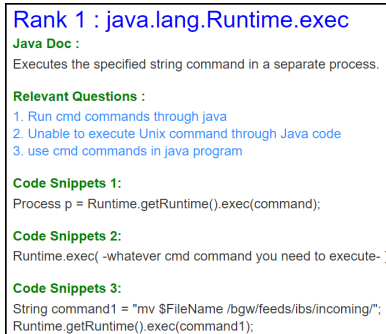 Rank 1 : java.lang.Runtime.exec
Java Doc :
Executes the specified string command in a separate process.
Relevant Questions :
1. Run cmd commands through java
2. Unable to execute Unix command through Java code
3. use cmd commands in java program
Code Snippets 1:
Process p = Runtime.getRuntime().exec(command);
Code Snippets 2:
Runtime.exec( -whatever cmd command you need to execute- )
Code Snippets 3:
String command1 = "mv $FileName /bgw/feeds/ibs/incoming/";
Runtime.getRuntime().exec(command1);